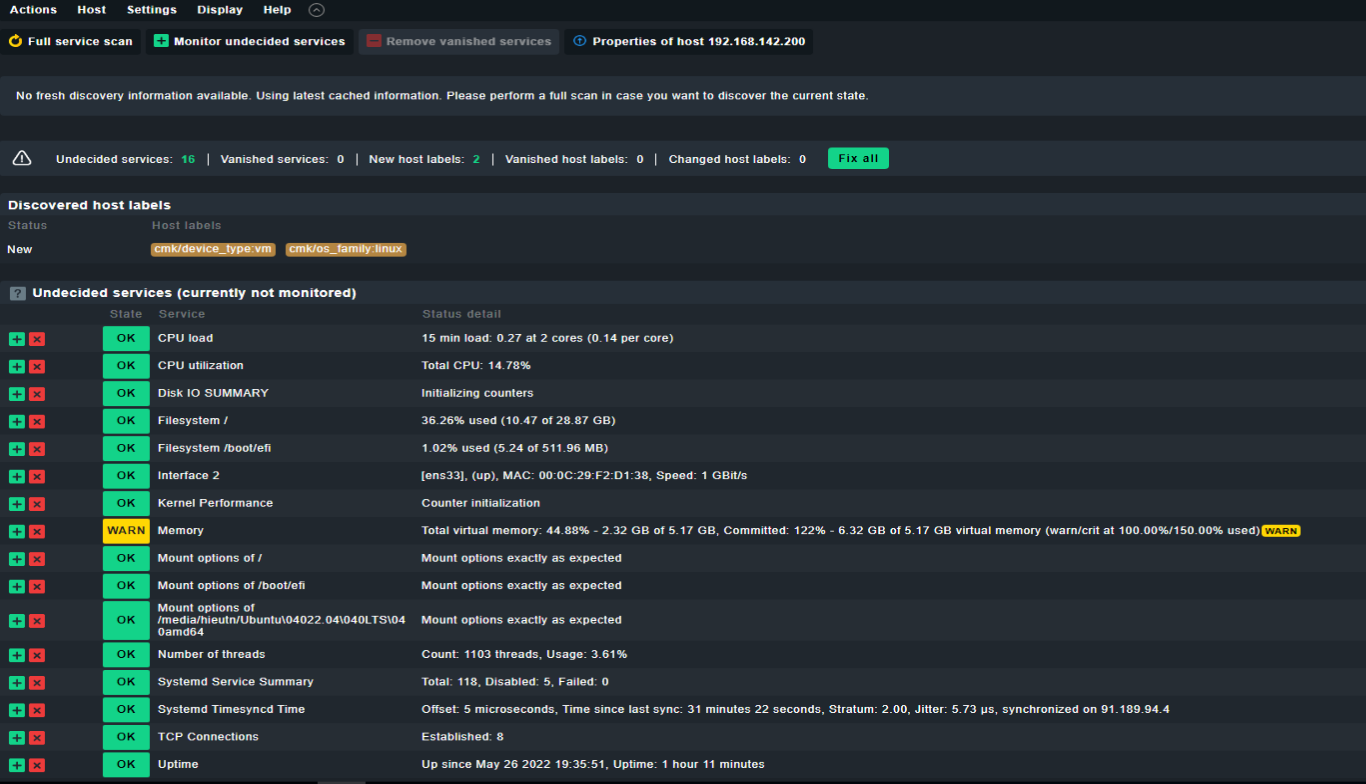 Actions Host Settings Display Help
Full service scan Monitor undecided services Remove vanished services Properties of host 192.168.142.200
No fresh discovery information available. Using latest cached information. Please perform a full scan in case you want to discover the current state.
Undecided services: 16 | Vanished services: 0 | New host labels: 2 | Vanished host labels: 0 | Changed host labels: 0 Fix all
Discovered host labels
Status Host labels
New cmk/device_type:vm cmk/os_family:linux
? Undecided services (currently not monitored)
State Service Status detail
OK CPU load 15 min load: 0.27 at 2 cores (0.14 per core)
OK CPU utilization Total CPU: 14.78%
OK Disk IO SUMMARY Initializing counters
OK Filesystem / 36.26% used (10.47 of 28.87 GB)
OK Filesystem /boot/efi 1.02% used (5.24 of 511.96 MB)
OK Interface 2 [ens33], (up), MAC: 00:0C:29:F2:D1:38, Speed: 1 GBit/s
OK Kernel Performance Counter initialization
WARN Memory Total virtual memory: 44.88% - 2.32 GB of 5.17 GB, Committed: 122% - 6.32 GB of 5.17 GB virtual memory (warn/crit at 100.00%/150.00% used) WARN
OK Mount options of / Mount options exactly as expected
OK Mount options of /boot/efi Mount options exactly as expected
Mount options of
OK /media/hieutn/Ubuntu\04022.04\040LTS\04 Mount options exactly as expected
0amd64
OK Number of threads Count: 1103 threads, Usage: 3.61%
OK Systemd Service Summary Total: 118, Disabled: 5, Failed: 0
OK Systemd Timesyncd Time Offset: 5 microseconds, Time since last sync: 31 minutes 22 seconds, Stratum: 2.00, Jitter: 5.73 µs, synchronized on 91.189.94.4
OK TCP Connections Established: 8
OK Uptime Up since May 26 2022 19:35:51, Uptime: 1 hour 11 minutes